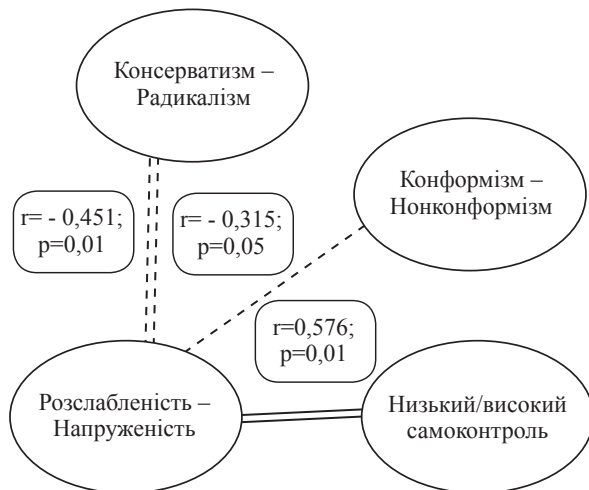 Консерватизм –
Радикалізм
Конформізм –
Нонконформізм
r= - 0,451;
p=0,01
r= - 0,315;
p=0,05
r=0,576;
p=0,01
Розслабленість –
Напруженість
Низький/високий
самоконтроль